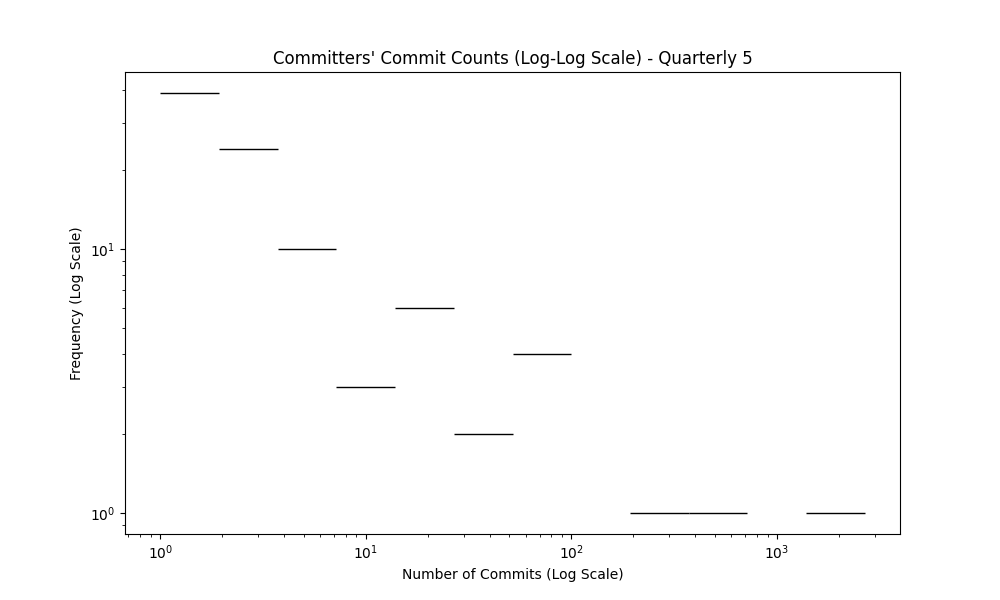 Committers' Commit Counts (Log-Log Scale) - Quarterly 5
Frequency (Log Scale)
10¹
10⁰
10⁰ 10¹ 10² 10³
Number of Commits (Log Scale)